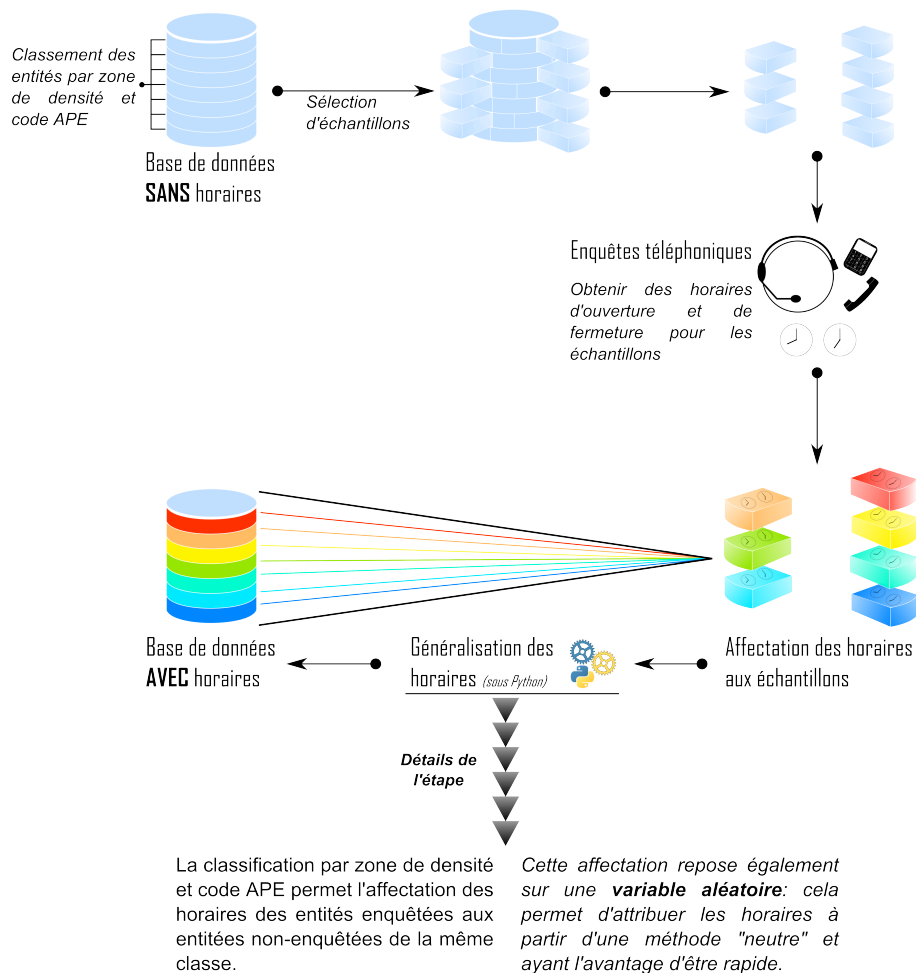 Classement des
entités par zone
de densité et
code APE
Sélection
d'échantillons
Base de données
SANS horaires
Enquêtes téléphoniques
Obtenir des horaires
d'ouverture et de
fermeture pour les
échantillons
Base de données
AVEC horaires
Généralisation des
horaires (sous Python)
Affectation des horaires
aux échantillons
Détails de
l'étape
La classification par zone de densité
et code APE permet l'affectation des
horaires des entités enquêtées aux
entitées non-enquêtées de la même
classe.
Cette affectation repose également
sur une variable aléatoire: cela
permet d'attribuer les horaires à
partir d'une méthode "neutre" et
ayant l'avantage d'être rapide.